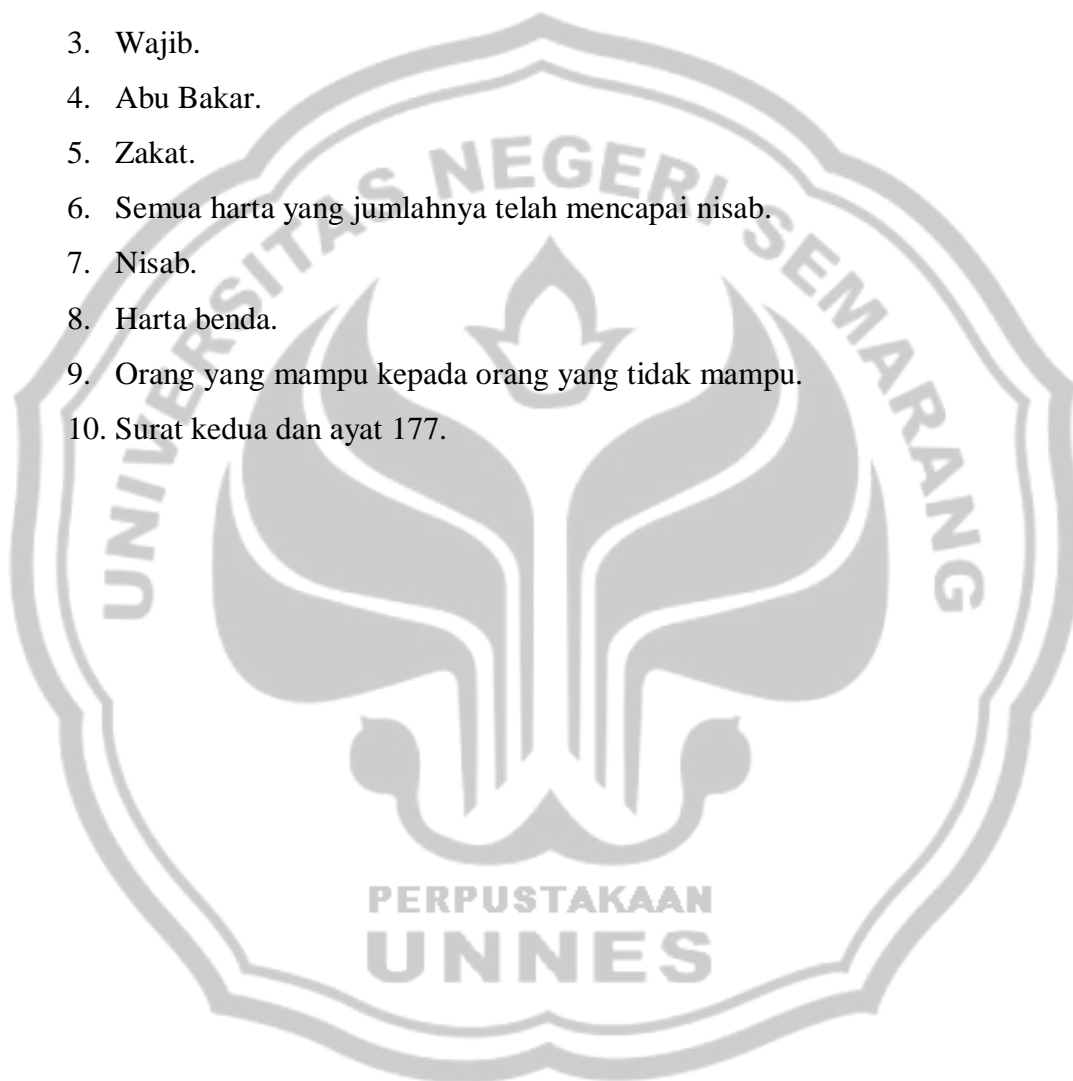 3. Wajib.
4. Abu Bakar.
5. Zakat.
6. Semua harta yang jumlahnya telah mencapai nisab.
7. Nisab.
8. Harta benda.
9. Orang yang mampu kepada orang yang tidak mampu.
10. Surat kedua dan ayat 177.
UNIVERSITAS NEGERI SEMARANG
PERPUSTAKAAN
UNNES